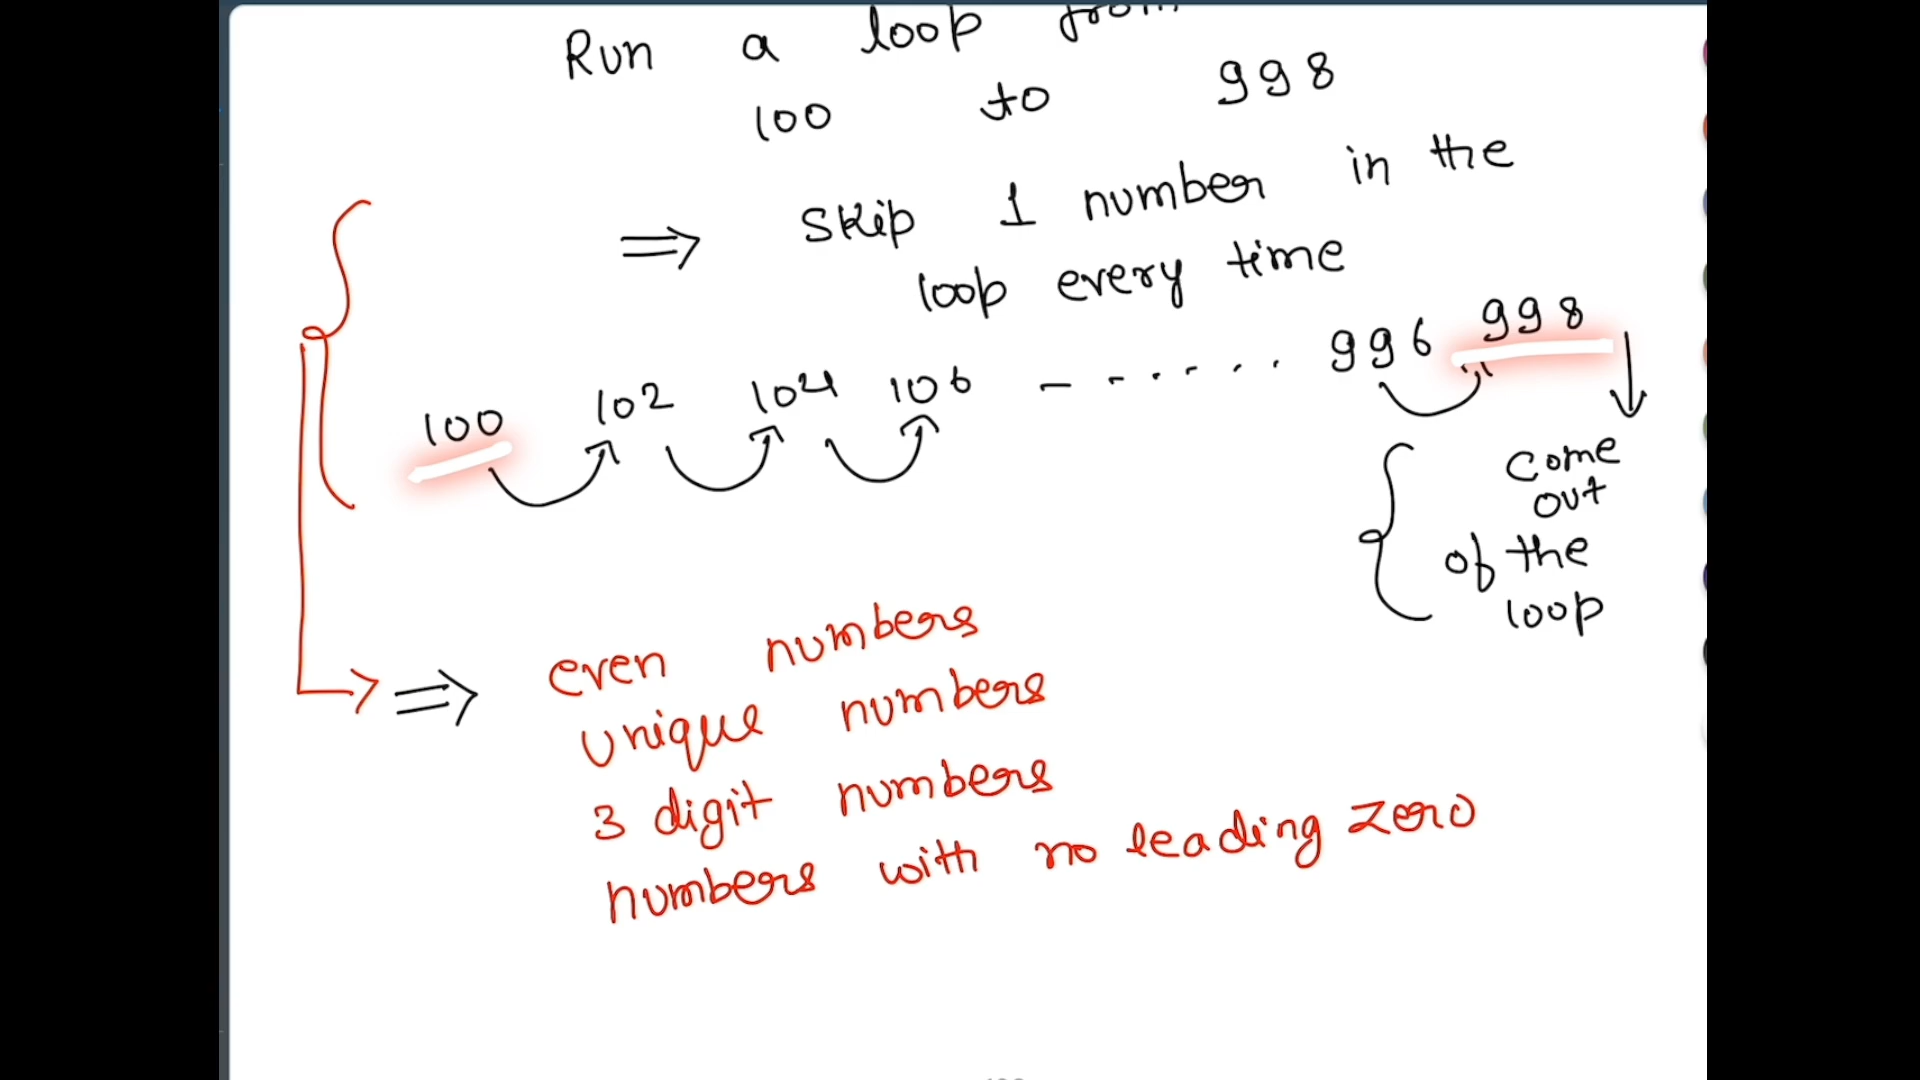 Run a loop from
100 to 998
⇒ Skip 1 number in the
loop every time
100 102 104 106 - - . . . . . 996 998
come
out
of the
loop
⇒ even numbers
unique numbers
3 digit numbers
numbers with no leading zero